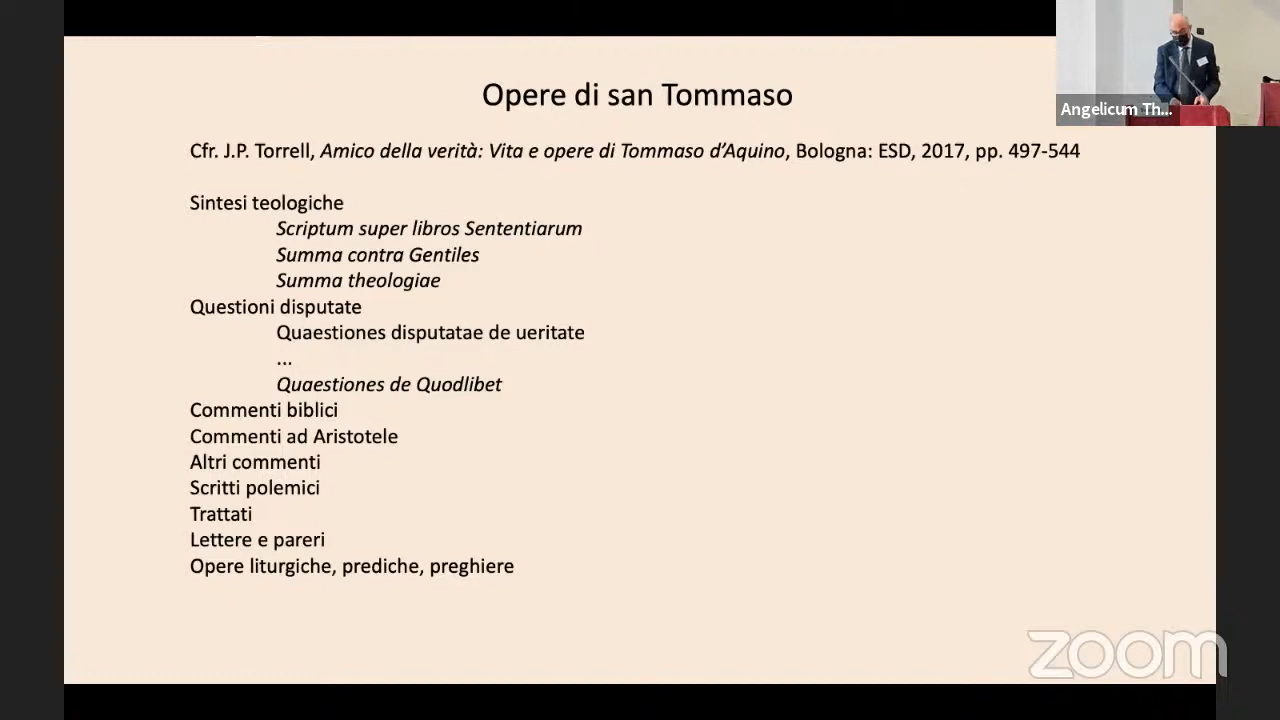 Opere di san Tommaso
Cfr. J.P. Torrell, Amico della verità: Vita e opere di Tommaso d’Aquino, Bologna: ESD, 2017, pp. 497-544
Sintesi teologiche
Scriptum super libros Sententiarum
Summa contra Gentiles
Summa theologiae
Questioni disputate
Quaestiones disputatae de ueritate
...
Quaestiones de Quodlibet
Commenti biblici
Commenti ad Aristotele
Altri commenti
Scritti polemici
Trattati
Lettere e pareri
Opere liturgiche, prediche, preghiere
Angelicum Th...
zoom